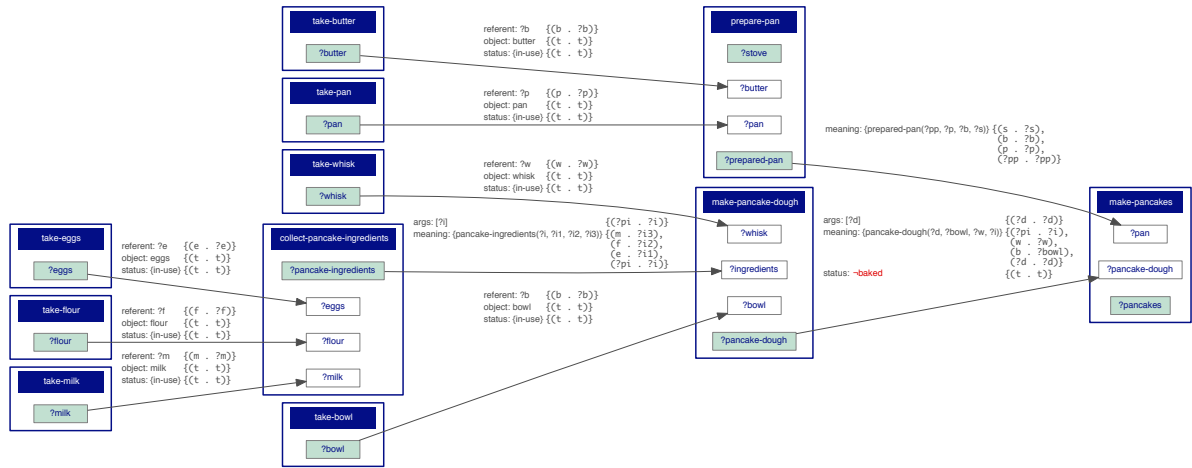 take-butter
?butter
referent: ?b {(b . ?b)}
object: butter {(t . t)}
status: {in-use} {(t . t)}
take-pan
?pan
referent: ?p {(p . ?p)}
object: pan {(t . t)}
status: {in-use} {(t . t)}
take-whisk
?whisk
referent: ?w {(w . ?w)}
object: whisk {(t . t)}
status: {in-use} {(t . t)}
prepare-pan
?stove
?butter
?pan
?prepared-pan
meaning: {prepared-pan(?pp, ?p, ?b, ?s)} {(s . ?s),
(b . ?b),
(p . ?p),
(?pp . ?pp)}
take-eggs
?eggs
referent: ?e {(e . ?e)}
object: eggs {(t . t)}
status: {in-use} {(t . t)}
take-flour
?flour
referent: ?f {(f . ?f)}
object: flour {(t . t)}
status: {in-use} {(t . t)}
take-milk
?milk
referent: ?m {(m . ?m)}
object: milk {(t . t)}
status: {in-use} {(t . t)}
collect-pancake-ingredients
?pancake-ingredients
?eggs
?flour
?milk
args: [?i] {(?pi . ?i)}
meaning: {pancake-ingredients(?i, ?i1, ?i2, ?i3)} {(m . ?i3),
(f . ?i2),
(e . ?i1),
(?pi . ?i)}
take-bowl
?bowl
referent: ?b {(b . ?b)}
object: bowl {(t . t)}
status: {in-use} {(t . t)}
make-pancake-dough
?whisk
?ingredients
?bowl
?pancake-dough
args: [?d] {(?d . ?d)}
meaning: {pancake-dough(?d, ?bowl, ?w, ?i)} {(?pi . ?i),
(w . ?w),
(b . ?bowl),
(?d . ?d)}
status: ¬baked {(t . t)}
make-pancakes
?pan
?pancake-dough
?pancakes